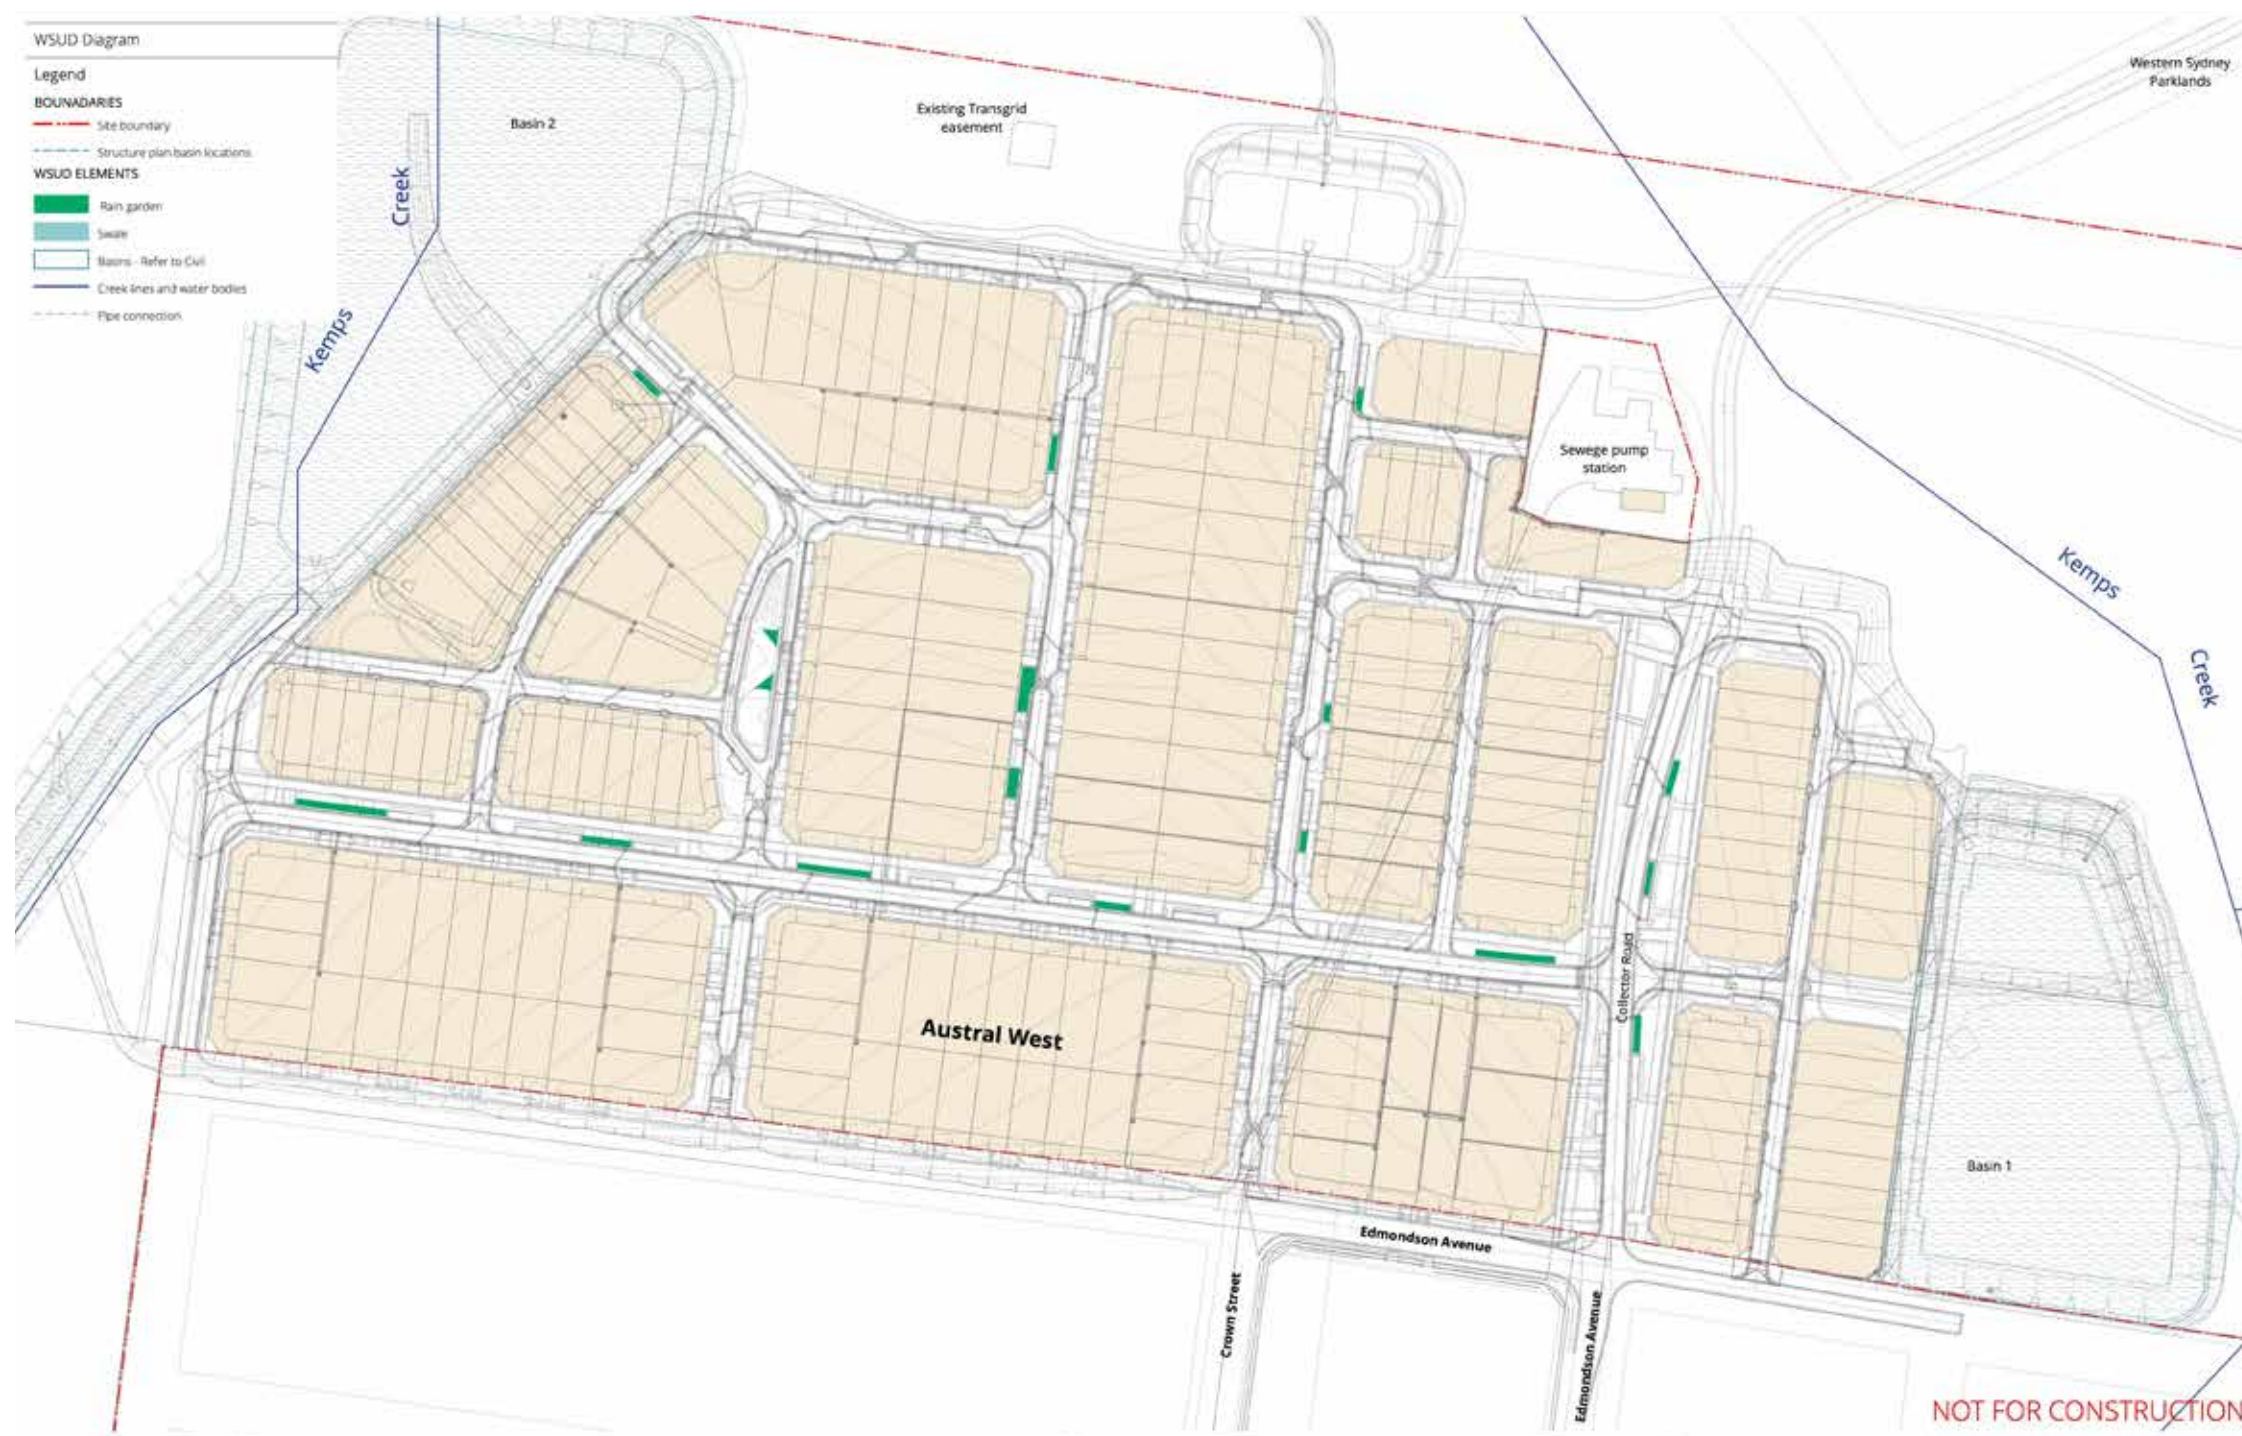 WSUD Diagram
Legend
BOUNADARIES
Site boundary
Structure plan basin locations
WSUD ELEMENTS
Rain garden
Swale
Basins - Refer to Civil
Creek lines and water bodies
Pipe connection
Basin 2
Existing Transgrid
easement
Western Sydney
Parklands
Creek
Kemps
Sewege pump
station
Kemps
Creek
Collector Road
Austral West
Basin 1
Edmondson Avenue
Crown Street
Edmondson Avenue
NOT FOR CONSTRUCTION